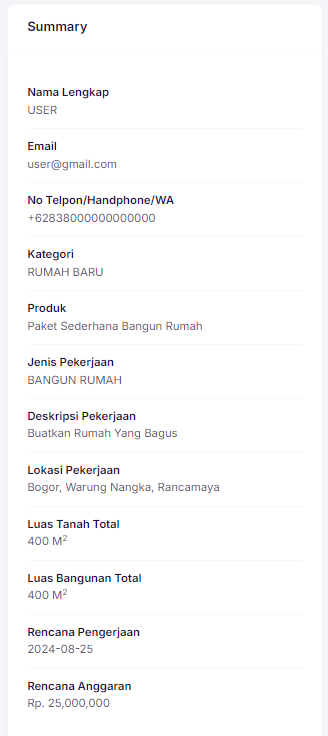 Summary
Nama Lengkap
USER
Email
user@gmail.com
No Telpon/Handphone/WA
+62838000000000000
Kategori
RUMAH BARU
Produk
Paket Sederhana Bangun Rumah
Jenis Pekerjaan
BANGUN RUMAH
Deskripsi Pekerjaan
Buatkan Rumah Yang Bagus
Lokasi Pekerjaan
Bogor, Warung Nangka, Rancamaya
Luas Tanah Total
400 M²
Luas Bangunan Total
400 M²
Rencana Pengerjaan
2024-08-25
Rencana Anggaran
Rp. 25,000,000